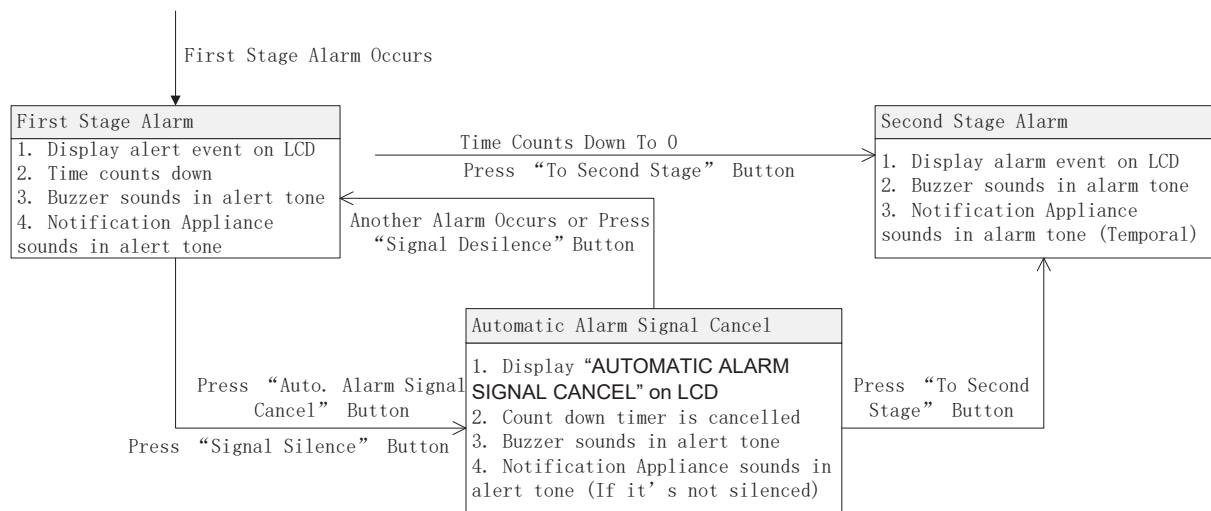 First Stage Alarm Occurs
First Stage Alarm
1. Display alert event on LCD
2. Time counts down
3. Buzzer sounds in alert tone
4. Notification Appliance
sounds in alert tone
Time Counts Down To 0
Press “To Second Stage” Button
Second Stage Alarm
1. Display alarm event on LCD
2. Buzzer sounds in alarm tone
3. Notification Appliance
sounds in alarm tone (Temporal)
Another Alarm Occurs or Press
“Signal Desilence” Button
Automatic Alarm Signal Cancel
1. Display “AUTOMATIC ALARM
SIGNAL CANCEL” on LCD
2. Count down timer is cancelled
3. Buzzer sounds in alert tone
4. Notification Appliance sounds in
alert tone (If it’s not silenced)
Press “Auto. Alarm Signal
Cancel” Button
Press “Signal Silence” Button
Press “To Second
Stage” Button